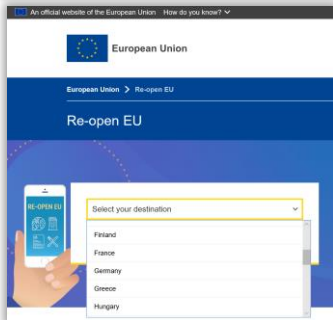 An official website of the European Union How do you know?
European Union
European Union > Re-open EU
Re-open EU
RE-OPEN EU
Select your destination
Finland
France
Germany
Greece
Hungary